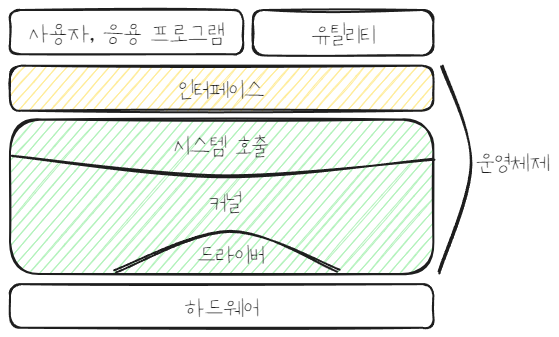 사용자, 응용 프로그램
유틸리티
인터페이스
시스템 호출
운영체제
커널
드라이버
하드웨어